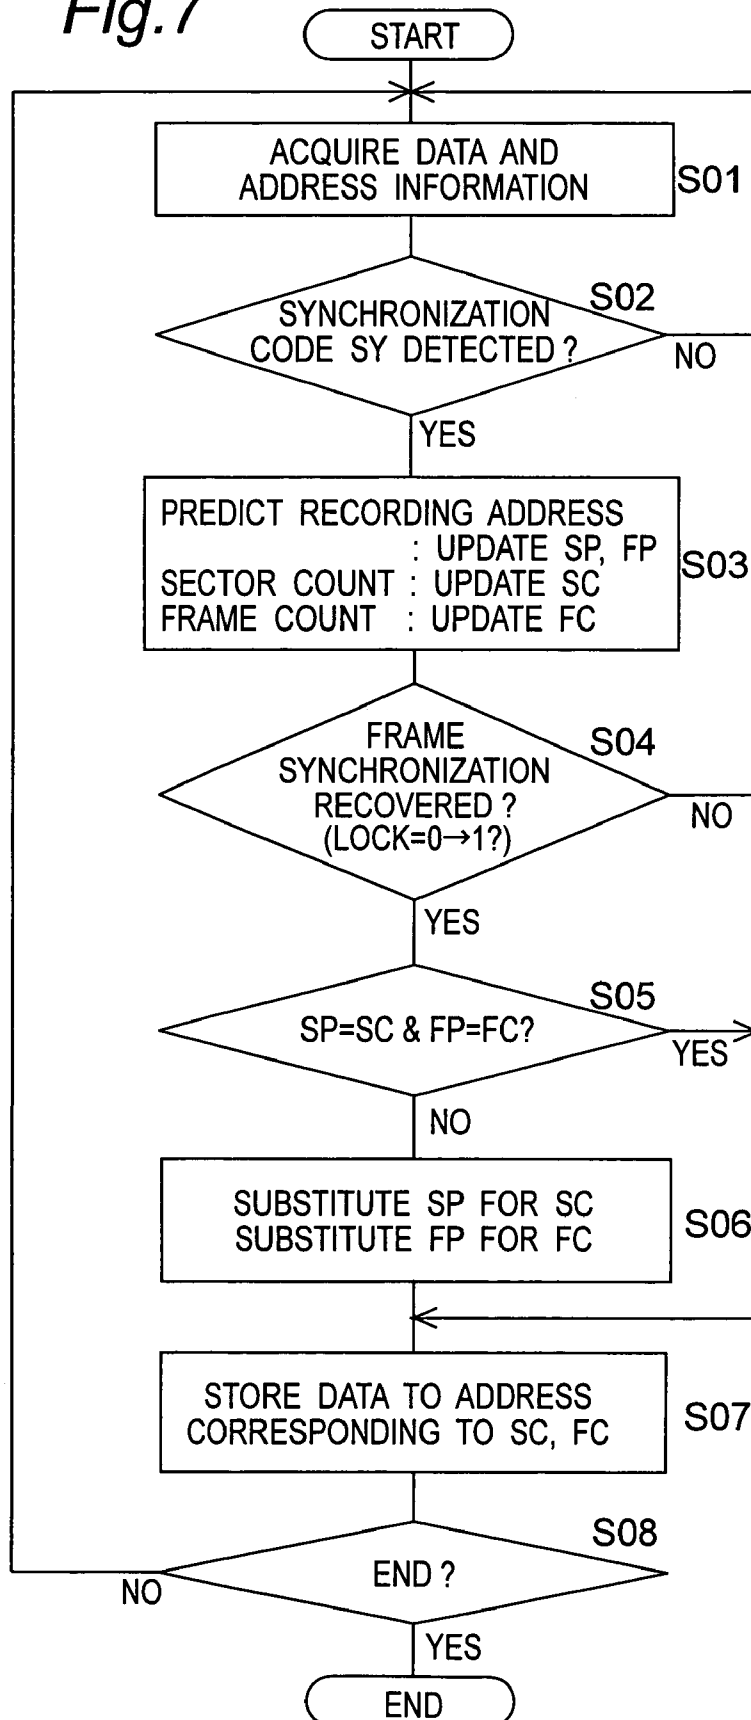 Fig.7
START
ACQUIRE DATA AND
ADDRESS INFORMATION
S01
S02
SYNCHRONIZATION
CODE SY DETECTED ?
NO
YES
PREDICT RECORDING ADDRESS
: UPDATE SP, FP
SECTOR COUNT : UPDATE SC
FRAME COUNT : UPDATE FC
S03
S04
FRAME
SYNCHRONIZATION
RECOVERED ?
(LOCK=0→1?)
NO
YES
S05
SP=SC & FP=FC?
YES
NO
SUBSTITUTE SP FOR SC
SUBSTITUTE FP FOR FC
S06
STORE DATA TO ADDRESS
CORRESPONDING TO SC, FC
S07
S08
END ?
NO
YES
END